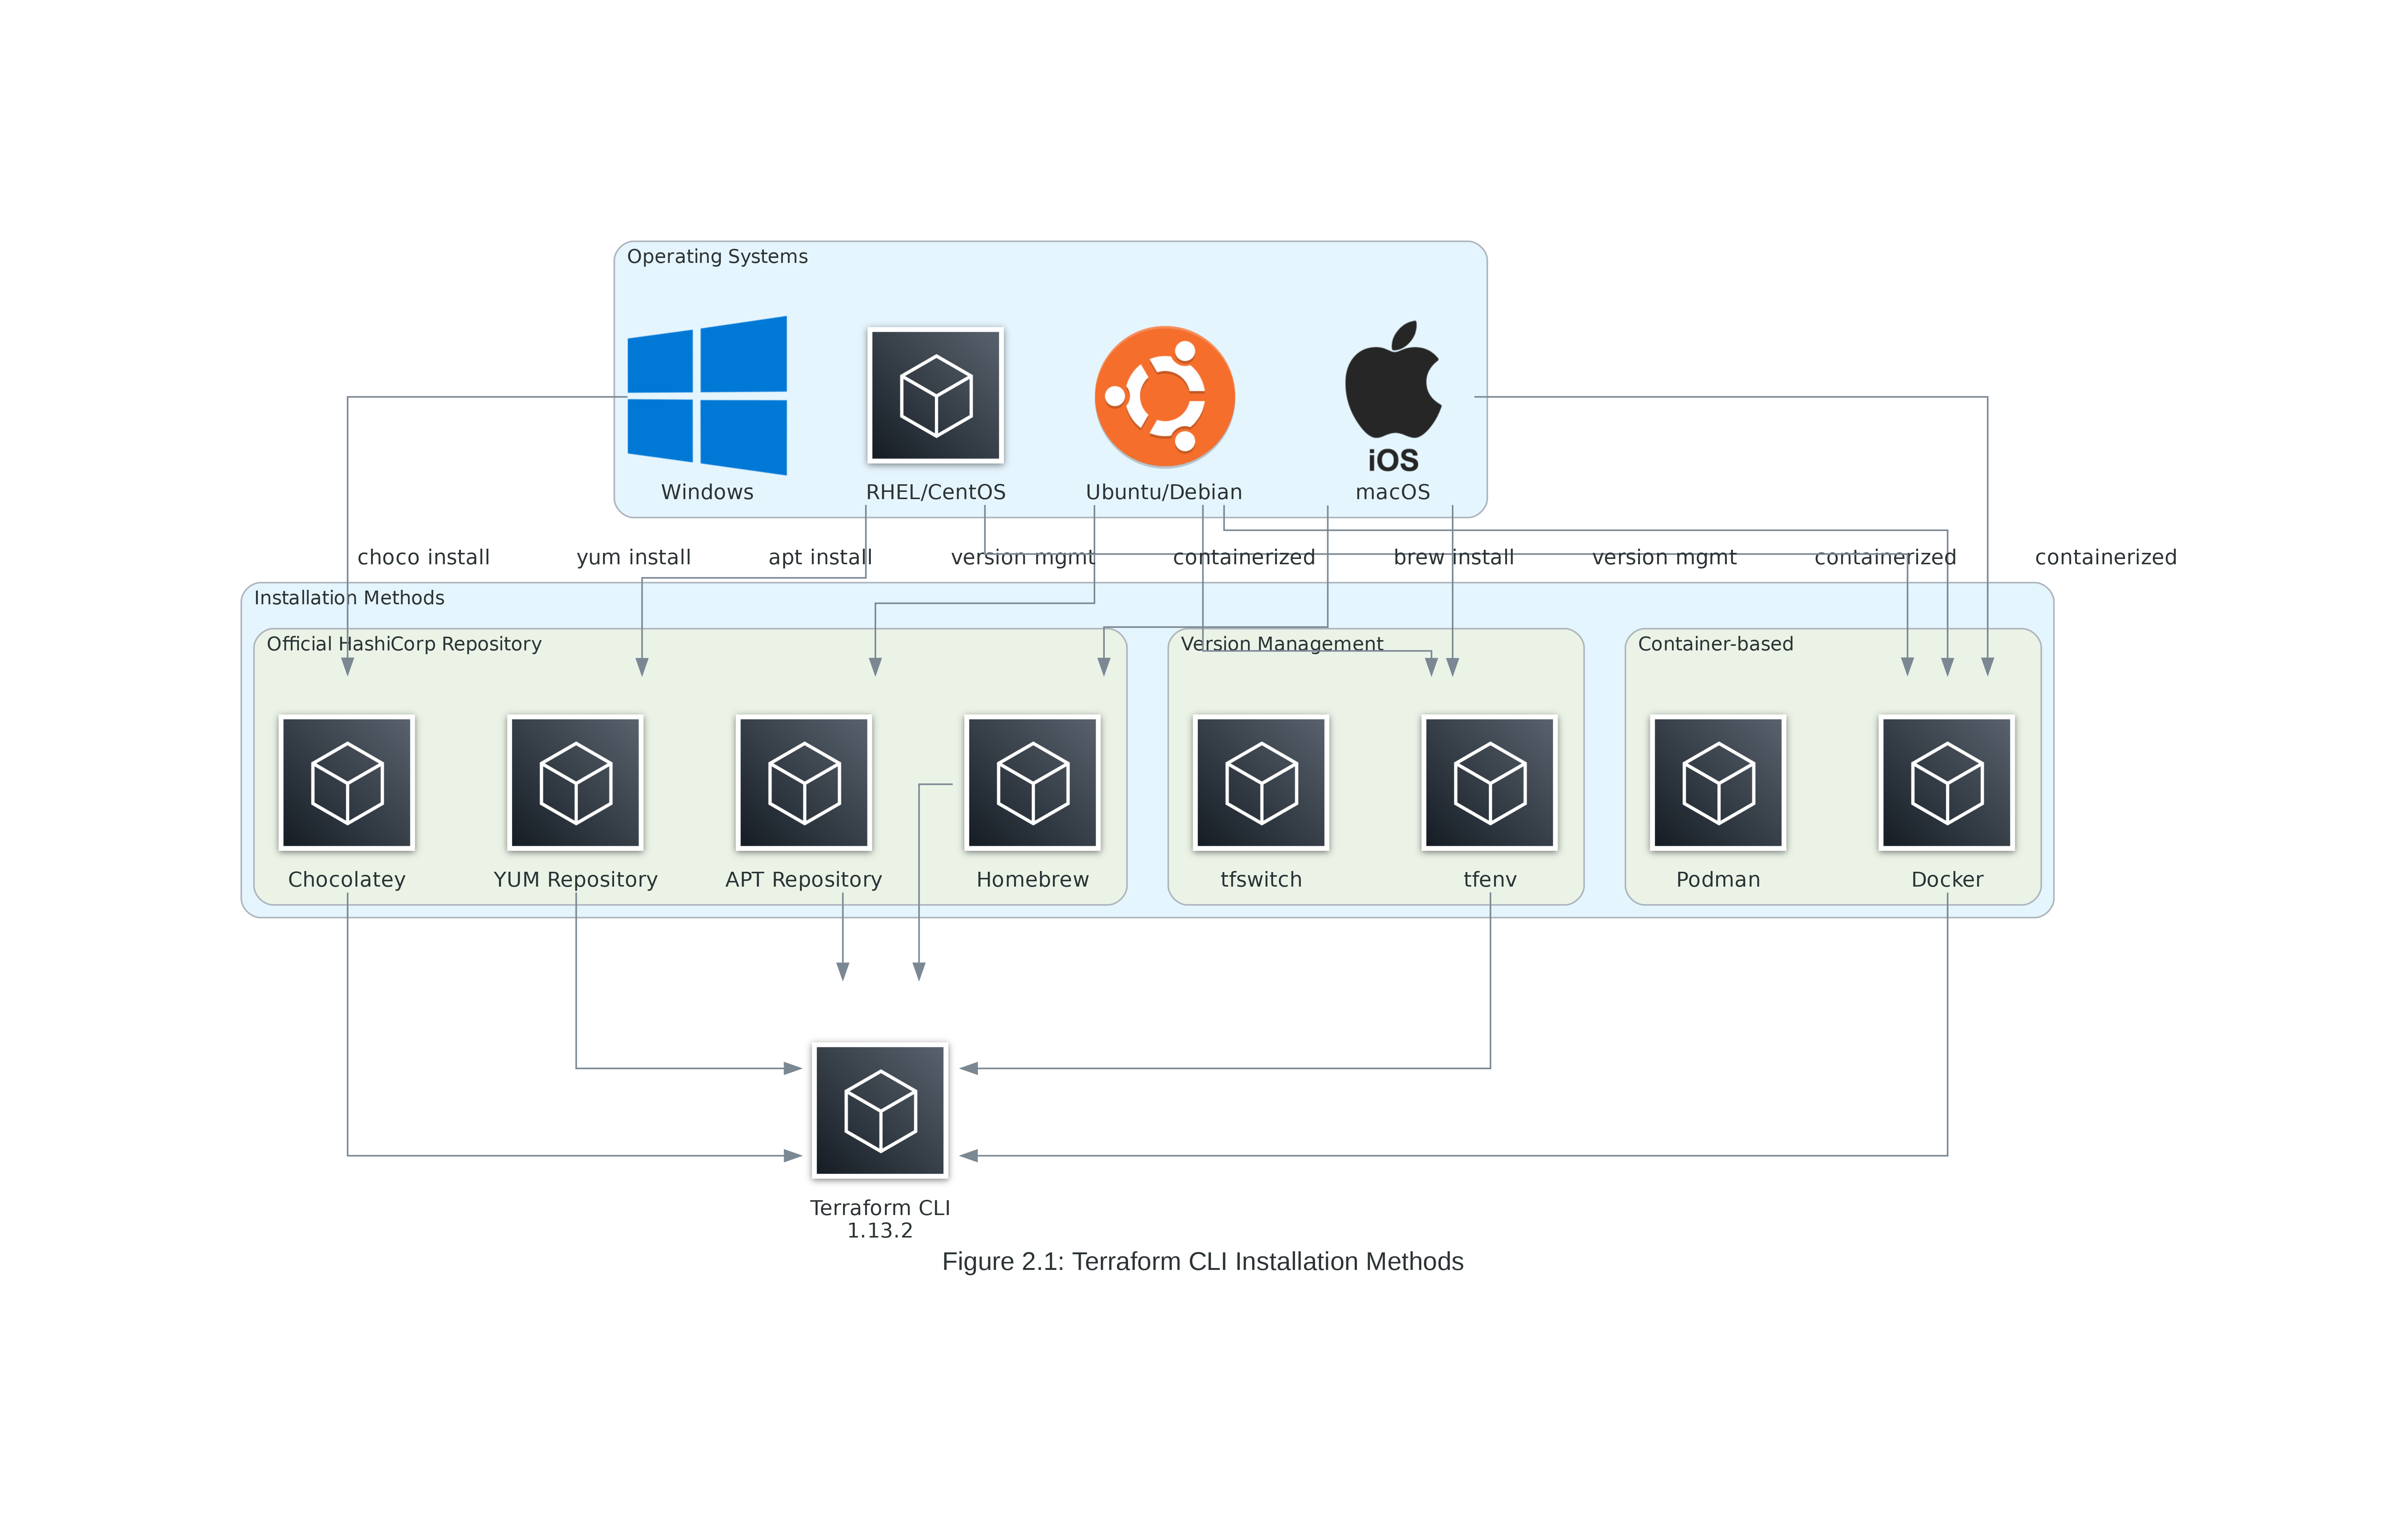 Operating Systems
iOS
Windows
RHEL/CentOS
Ubuntu/Debian
macOS
choco install
yum install
apt install
version mgmt
containerized
brew install
version mgmt
containerized
containerized
Installation Methods
Official HashiCorp Repository
Version Management
Container-based
Chocolatey
YUM Repository
APT Repository
Homebrew
tfswitch
tfenv
Podman
Docker
Terraform CLI
1.13.2
Figure 2.1: Terraform CLI Installation Methods